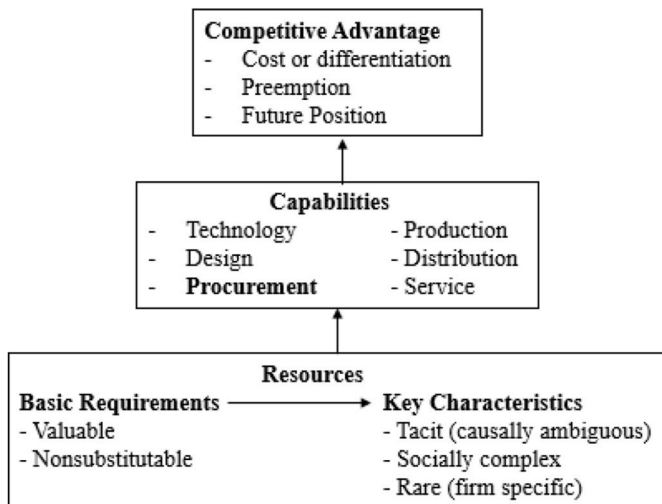 Competitive Advantage
- Cost or differentiation
- Preemption
- Future Position
Capabilities
- Technology
- Design
- Procurement
- Production
- Distribution
- Service
Resources
Basic Requirements
- Valuable
- Nonsubstitutable
Key Characteristics
- Tacit (causally ambiguous)
- Socially complex
- Rare (firm specific)